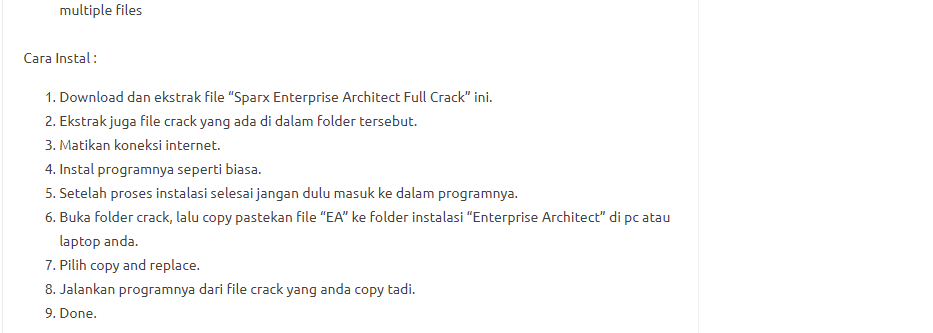 multiple files
Cara Instal :
1. Download dan ekstrak file “Sparx Enterprise Architect Full Crack” ini.
2. Ekstrak juga file crack yang ada di dalam folder tersebut.
3. Matikan koneksi internet.
4. Instal programnya seperti biasa.
5. Setelah proses instalasi selesai jangan dulu masuk ke dalam programnya.
6. Buka folder crack, lalu copy pastekan file “EA” ke folder instalasi “Enterprise Architect” di pc atau
laptop anda.
7. Pilih copy and replace.
8. Jalankan programnya dari file crack yang anda copy tadi.
9. Done.